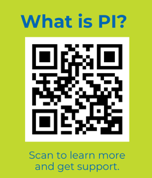 What is PI?
Scan to learn more
and get support.